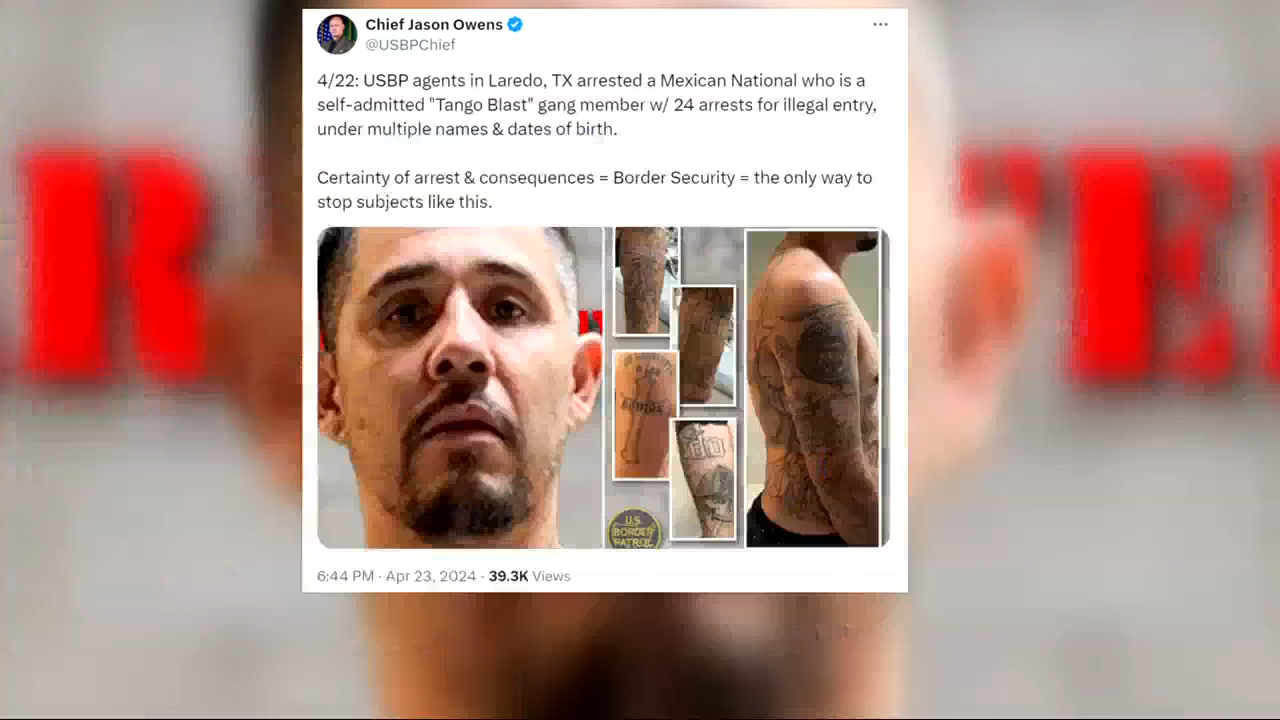 Chief Jason Owens
@USBPChief
4/22: USBP agents in Laredo, TX arrested a Mexican National who is a
self-admitted "Tango Blast" gang member w/ 24 arrests for illegal entry,
under multiple names & dates of birth.
Certainty of arrest & consequences = Border Security = the only way to
stop subjects like this.
U.S.
BORDER
PATROL
6:44 PM · Apr 23, 2024 · 39.3K Views